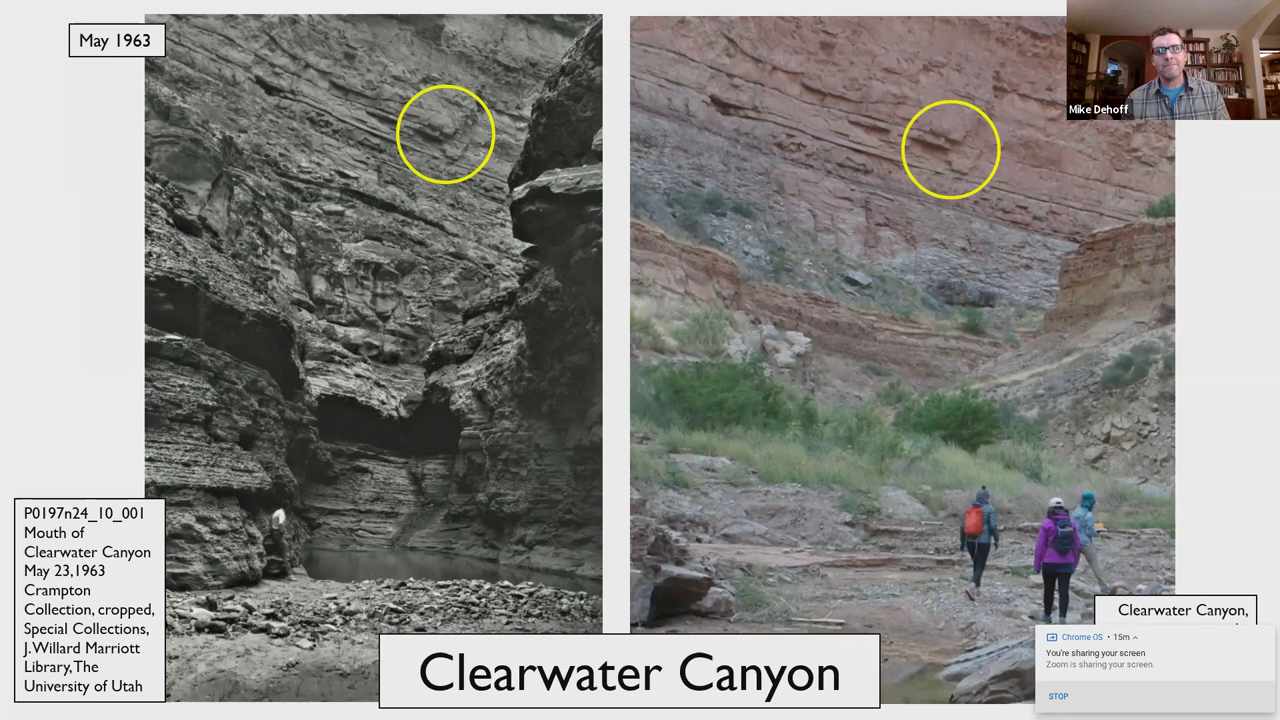 May 1963
Mike Dehoff
P0197n24_10_001
Mouth of
Clearwater Canyon
May 23,1963
Crampton
Collection, cropped,
Special Collections,
J. Willard Marriott
Library, The
University of Utah
Clearwater Canyon
Clearwater Canyon,
Chrome OS • 15m
You're sharing your screen
Zoom is sharing your screen.
STOP